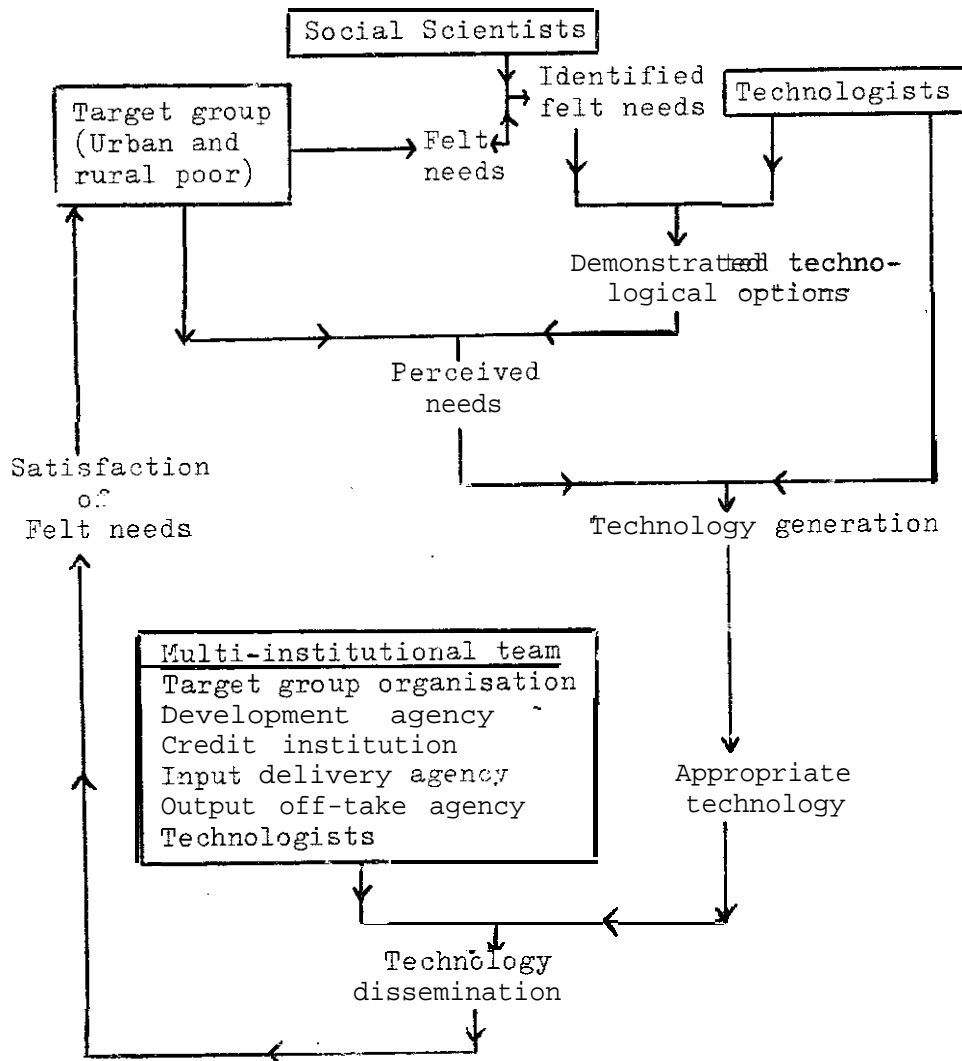 Social Scientists
Identified
felt needs
Technologists
Target group
(Urban and
rural poor)
Felt
needs
Demonstrated techno-
logical options
Perceived
needs
Satisfaction
of
Felt needs
Technology generation
Multi-institutional team
Target group organisation
Development agency
Credit institution
Input delivery agency
Output off-take agency
Technologists
Appropriate
technology
Technology
dissemination